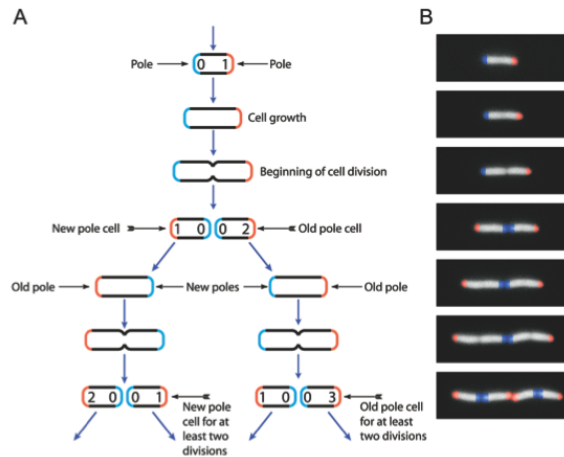 A
B
Pole
0 1
Pole
Cell growth
Beginning of cell division
New pole cell
1 0 0 2
Old pole cell
Old pole
New poles
Old pole
2 0 0 1
New pole
cell for at
least two
divisions
1 0 0 3
Old pole cell
for at least
two divisions